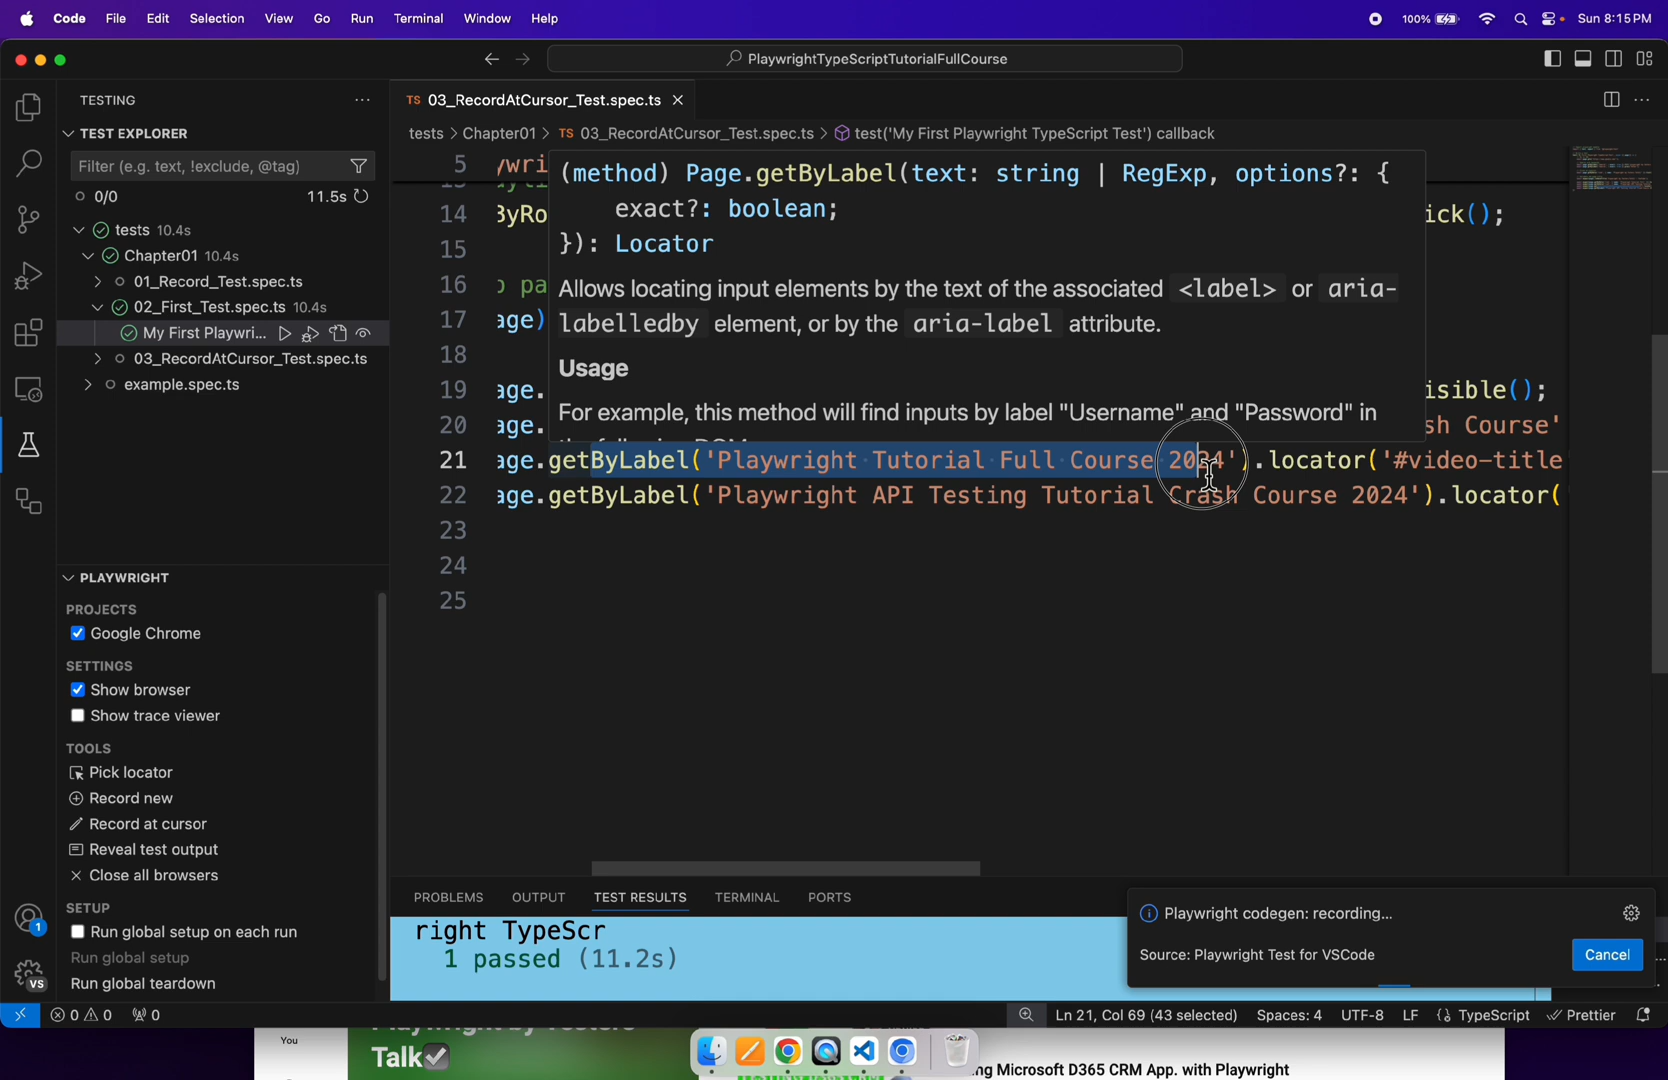 Code File Edit Selection View Go Run Terminal Window Help 100% Sun 8:15 PM
PlaywrightTypeScriptTutorialFullCourse
TESTING
TS 03_RecordAtCursor_Test.spec.ts
tests > Chapter01 > TS 03_RecordAtCursor_Test.spec.ts > test('My First Playwright TypeScript Test') callback
TEST EXPLORER
Filter (e.g. text, !exclude, @tag)
0/0 11.5s
tests 10.4s
Chapter01 10.4s
01_Record_Test.spec.ts
02_First_Test.spec.ts 10.4s
My First Playwri...
03_RecordAtCursor_Test.spec.ts
example.spec.ts
PLAYWRIGHT
PROJECTS
Google Chrome
SETTINGS
Show browser
Show trace viewer
TOOLS
Pick locator
Record new
Record at cursor
Reveal test output
Close all browsers
SETUP
Run global setup on each run
Run global setup
Run global teardown
5
(method) Page.getByLabel(text: string | RegExp, options?: {
exact?: boolean;
}): Locator
Allows locating input elements by the text of the associated <label> or aria-
labelledby element, or by the aria-label attribute.
Usage
For example, this method will find inputs by label "Username" and "Password" in
14 ByRo ick();
15
16 pa
17 age)
18
19 age. isible();
20 age. sh Course'
21 age.getByLabel('Playwright Tutorial Full Course 2024').locator('#video-title
22 age.getByLabel('Playwright API Testing Tutorial Crash Course 2024').locator(
23
24
25
PROBLEMS OUTPUT TEST RESULTS TERMINAL PORTS
right TypeScr
1 passed (11.2s)
Playwright codegen: recording...
Source: Playwright Test for VSCode
Cancel
1
VS
0 0 0
Ln 21, Col 69 (43 selected) Spaces: 4 UTF-8 LF {} TypeScript Prettier
You
Talk
ng Microsoft D365 CRM App. with Playwright